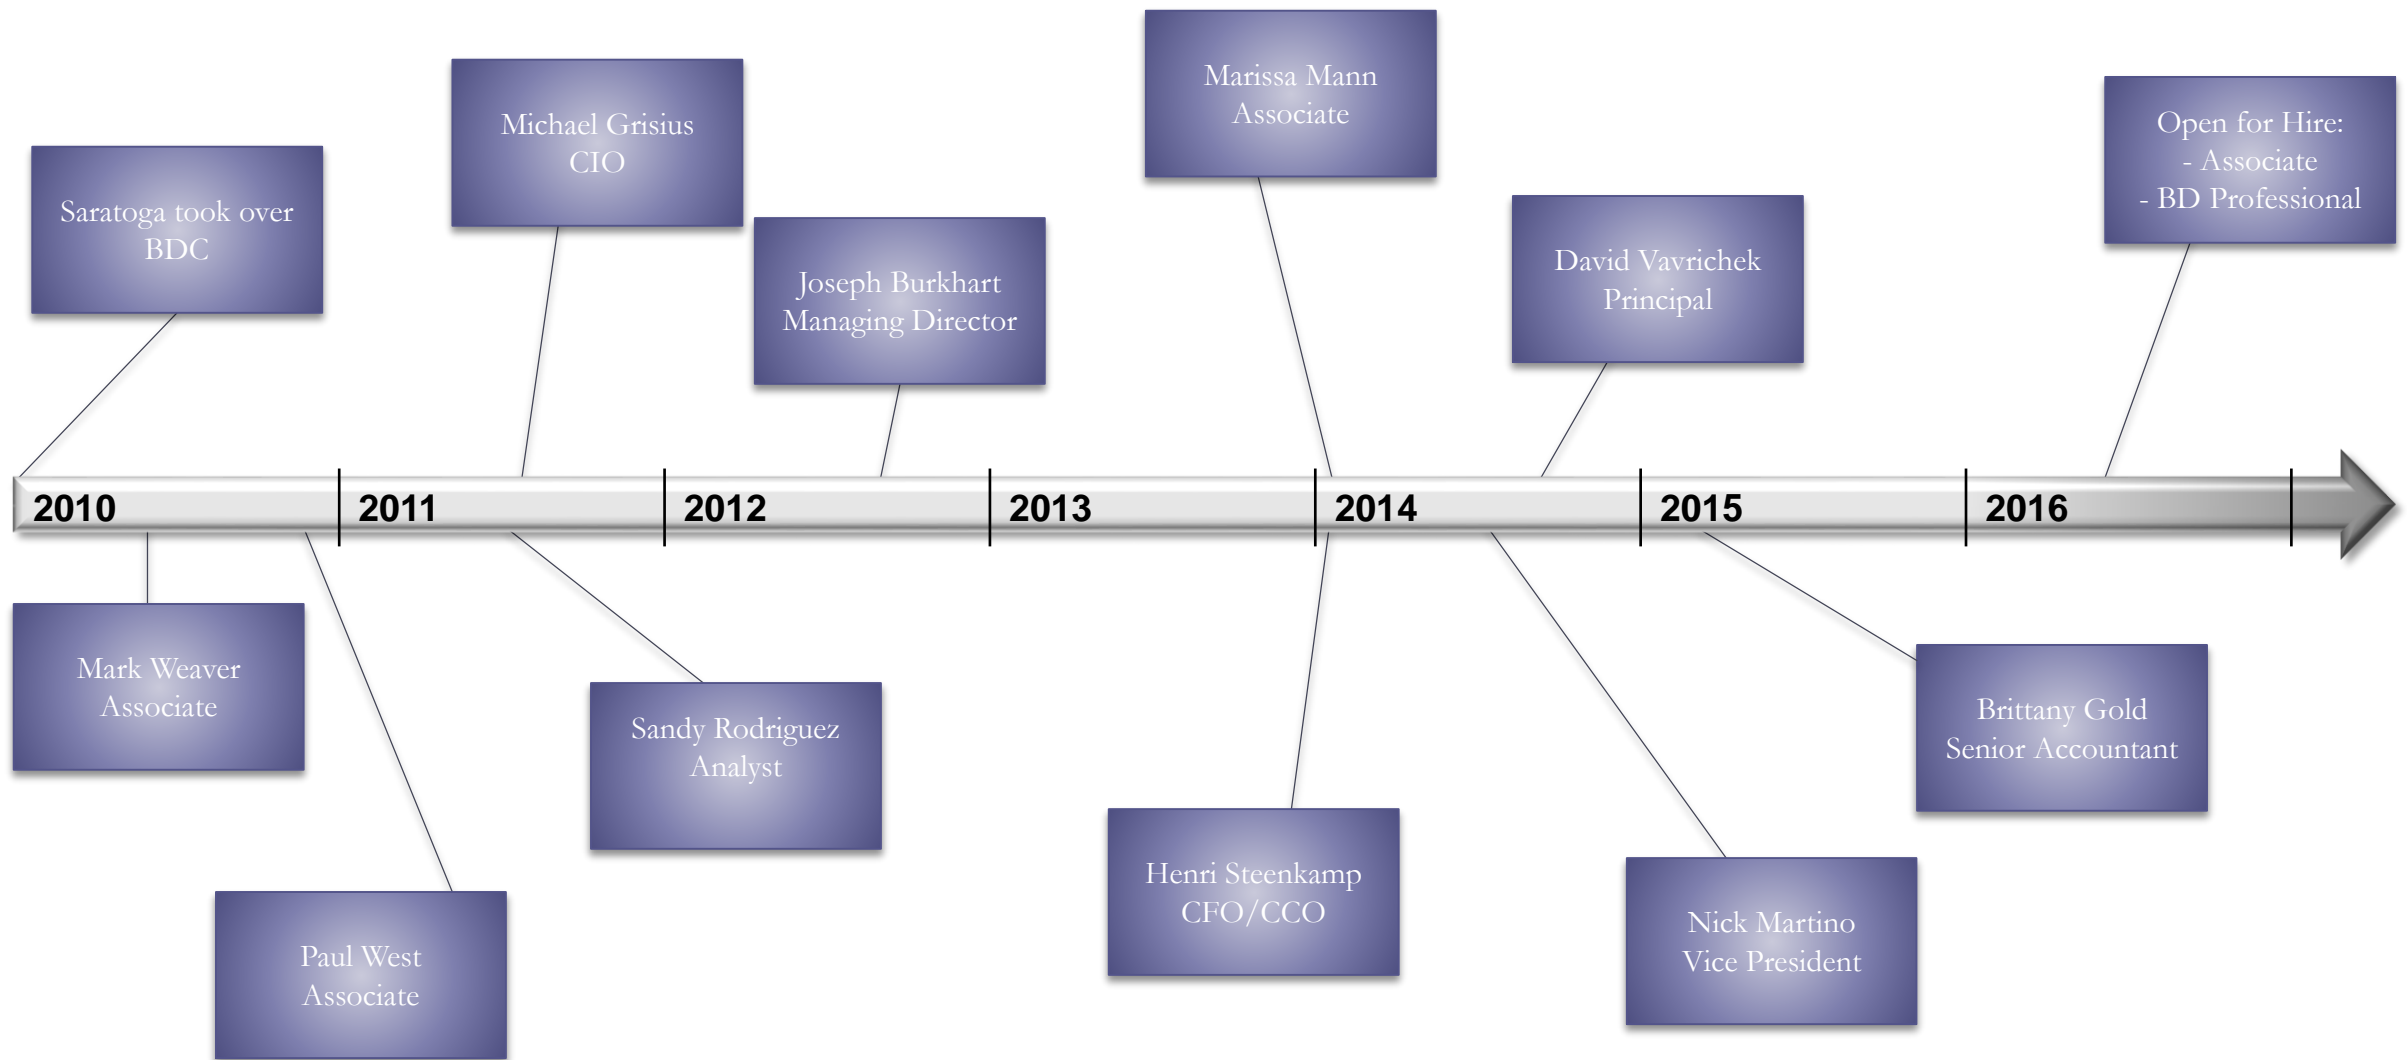 Marissa Mann
Associate
Michael Grisius
CIO
Open for Hire:
- Associate
- BD Professional
Saratoga took over
BDC
Joseph Burkhart
Managing Director
David Vavrichek
Principal
2010
2011
2012
2013
2014
2015
2016
Mark Weaver
Associate
Sandy Rodriguez
Analyst
Brittany Gold
Senior Accountant
Henri Steenkamp
CFO/CCO
Nick Martino
Vice President
Paul West
Associate